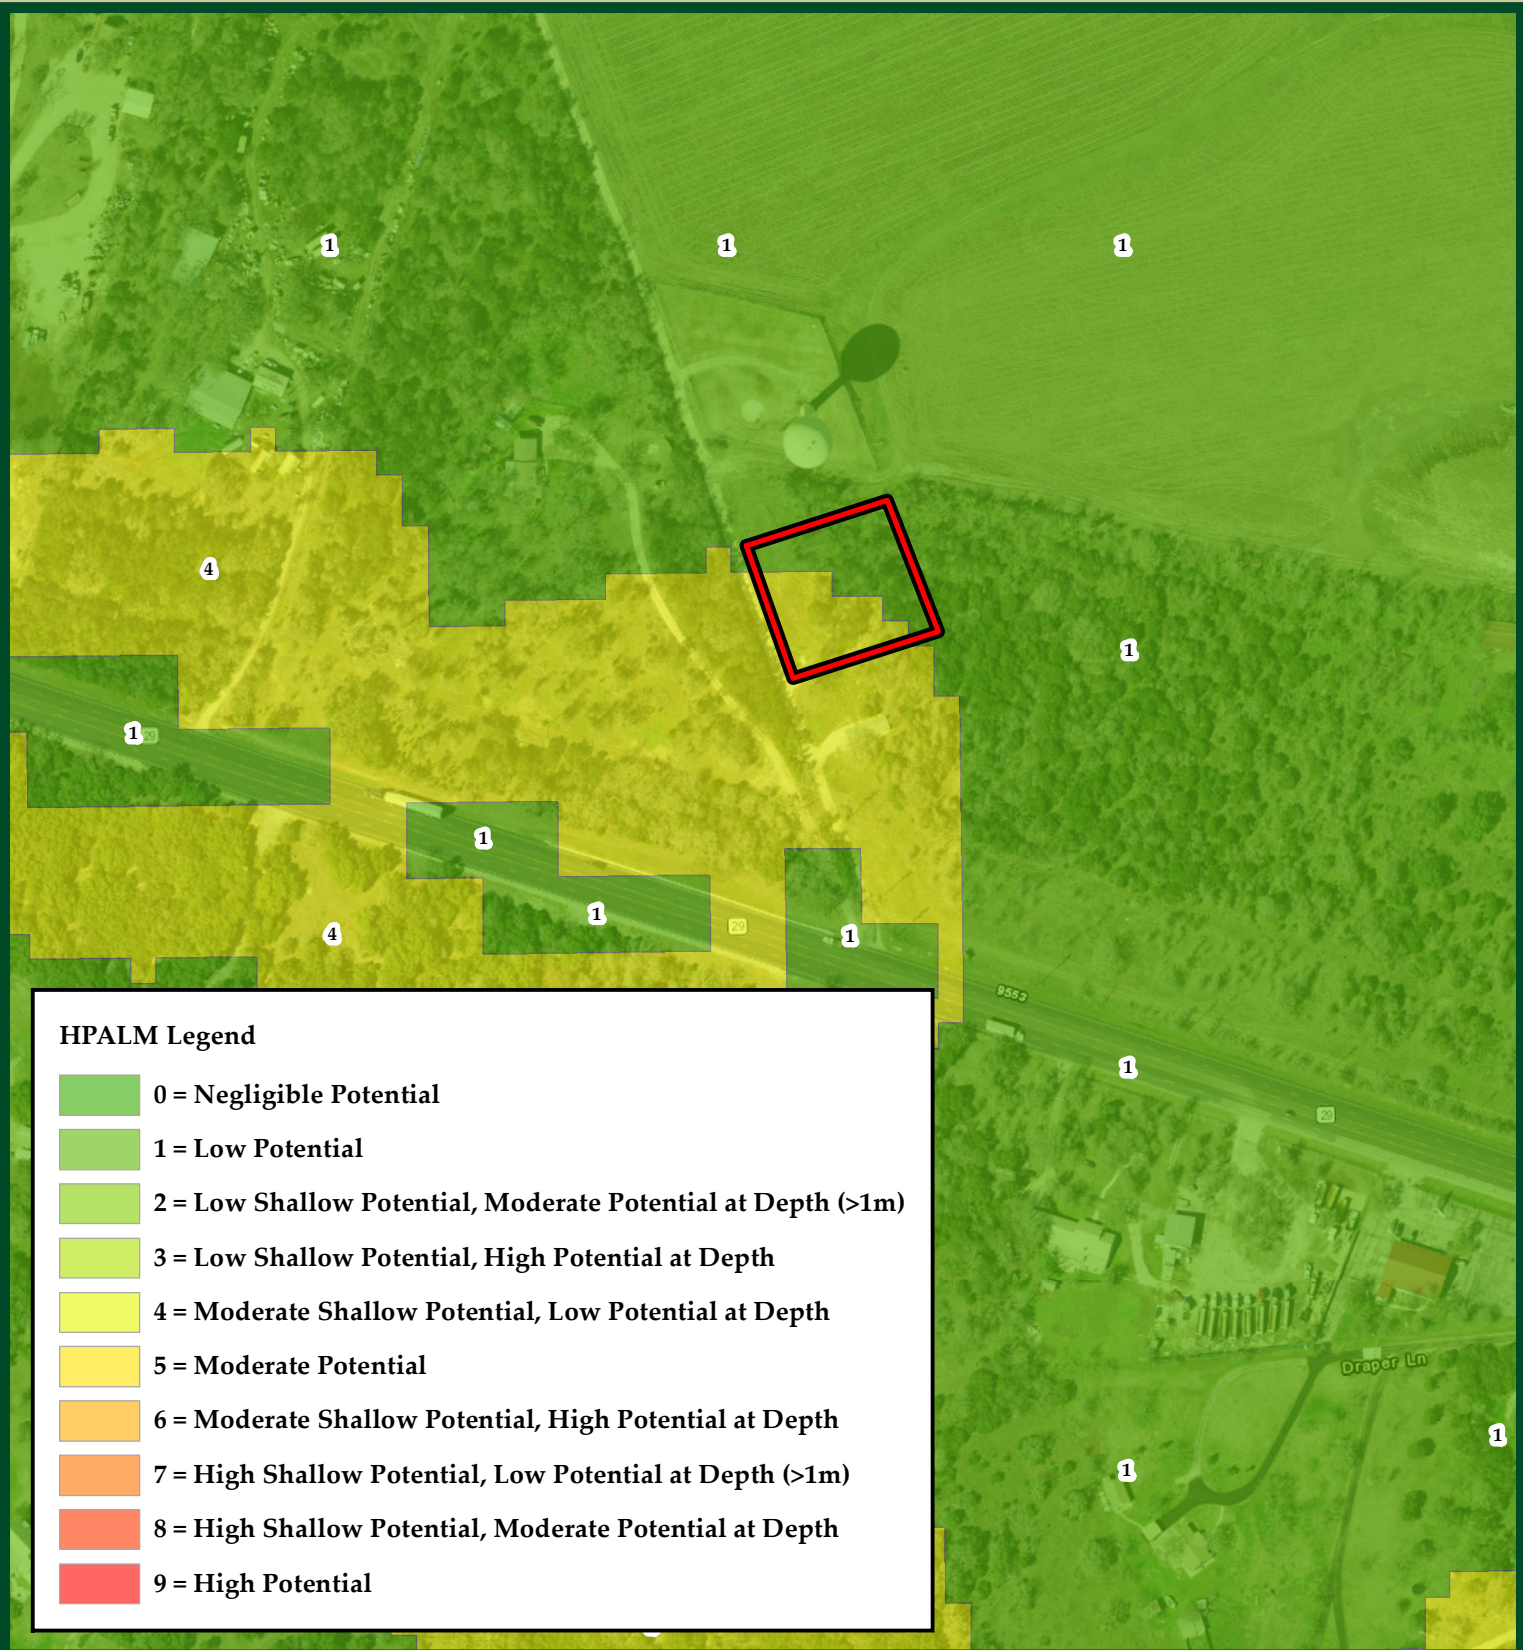 1
1
1
4
1
1
29
1
1
29
4
1
9553
1
29
Draper Ln
1
1
HPALM Legend
0 = Negligible Potential
1 = Low Potential
2 = Low Shallow Potential, Moderate Potential at Depth (>1m)
3 = Low Shallow Potential, High Potential at Depth
4 = Moderate Shallow Potential, Low Potential at Depth
5 = Moderate Potential
6 = Moderate Shallow Potential, High Potential at Depth
7 = High Shallow Potential, Low Potential at Depth (>1m)
8 = High Shallow Potential, Moderate Potential at Depth
9 = High Potential